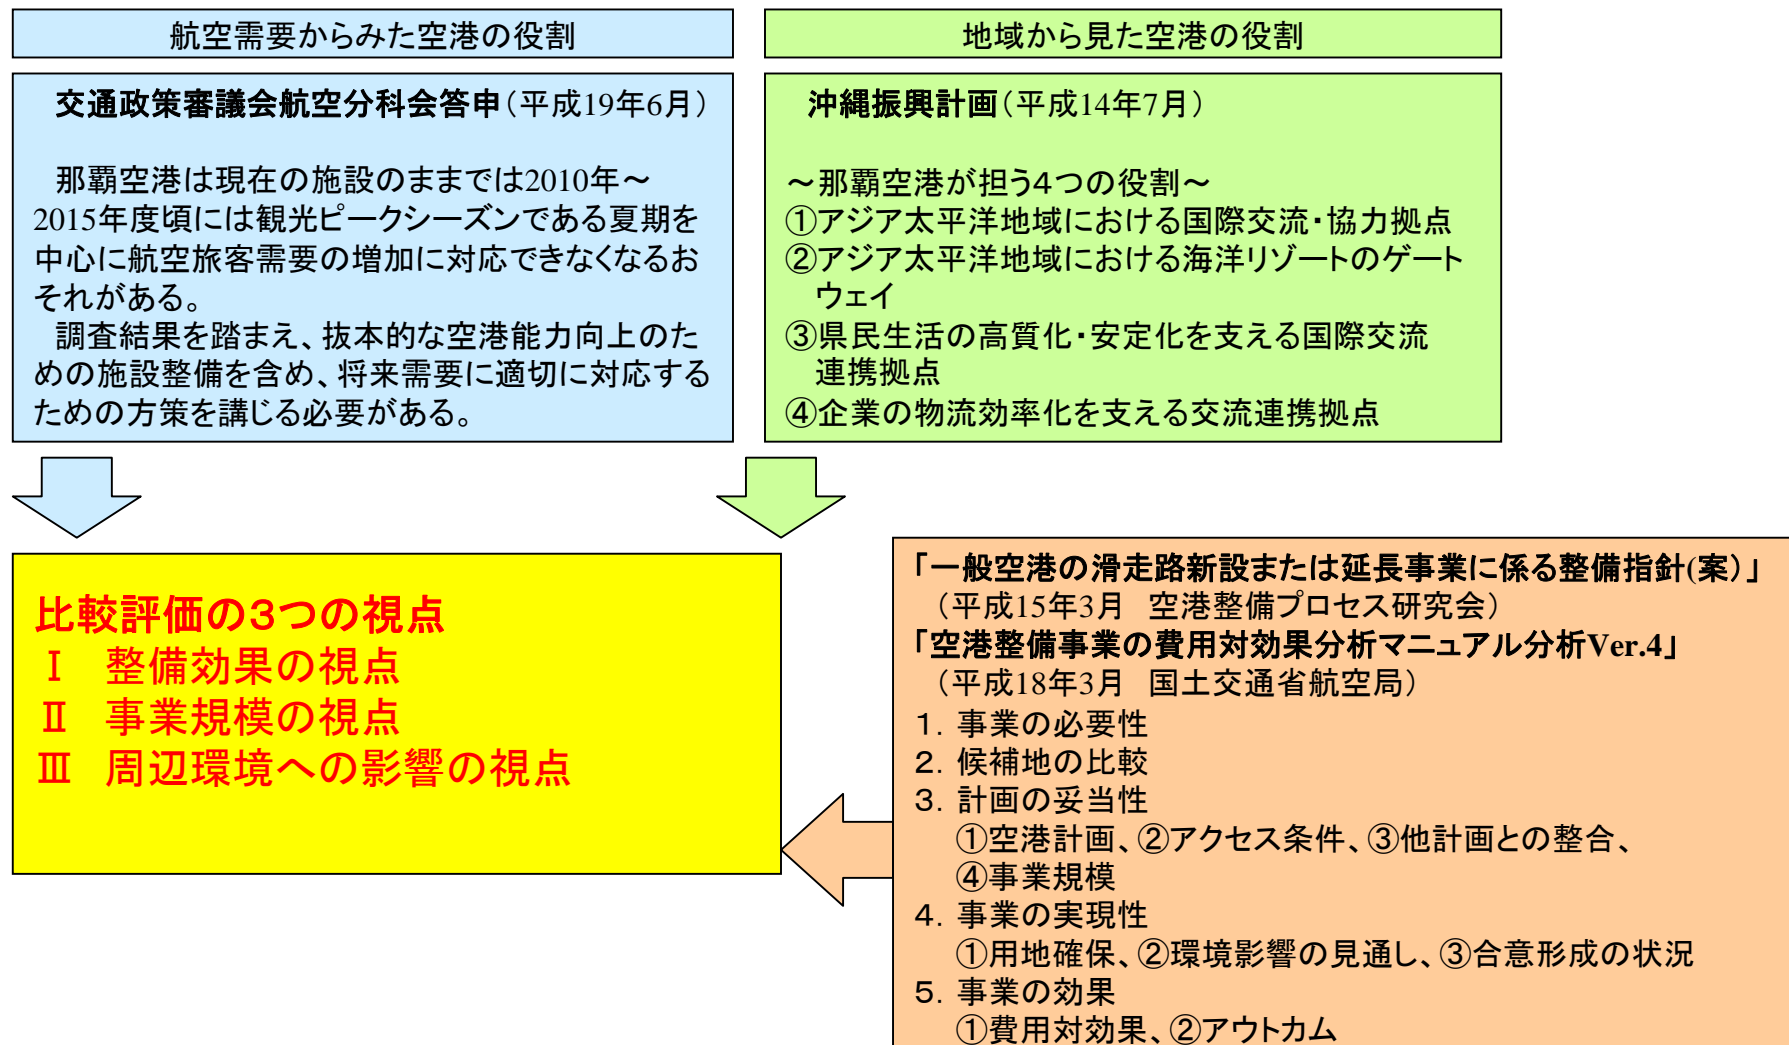 航空需要からみた空港の役割
交通政策審議会航空分科会答申（平成19年6月）
那覇空港は現在の施設のままでは2010年～
2015年度頃には観光ピークシーズンである夏期を
中心に航空旅客需要の増加に対応できなくなるお
それがある。
調査結果を踏まえ、抜本的な空港能力向上のた
めの施設整備を含め、将来需要に適切に対応する
ための方策を講じる必要がある。
地域から見た空港の役割
沖縄振興計画（平成14年7月）
～那覇空港が担う４つの役割～
①アジア太平洋地域における国際交流・協力拠点
②アジア太平洋地域における海洋リゾートのゲート
ウェイ
③県民生活の高質化・安定化を支える国際交流
連携拠点
④企業の物流効率化を支える交流連携拠点
比較評価の３つの視点
Ⅰ　整備効果の視点
Ⅱ　事業規模の視点
Ⅲ　周辺環境への影響の視点
「一般空港の滑走路新設または延長事業に係る整備指針(案)」
（平成15年3月　空港整備プロセス研究会）
「空港整備事業の費用対効果分析マニュアル分析Ver.4」
（平成18年3月　国土交通省航空局）
１．事業の必要性
２．候補地の比較
３．計画の妥当性
①空港計画、②アクセス条件、③他計画との整合、
④事業規模
４．事業の実現性
①用地確保、②環境影響の見通し、③合意形成の状況
５．事業の効果
①費用対効果、②アウトカム